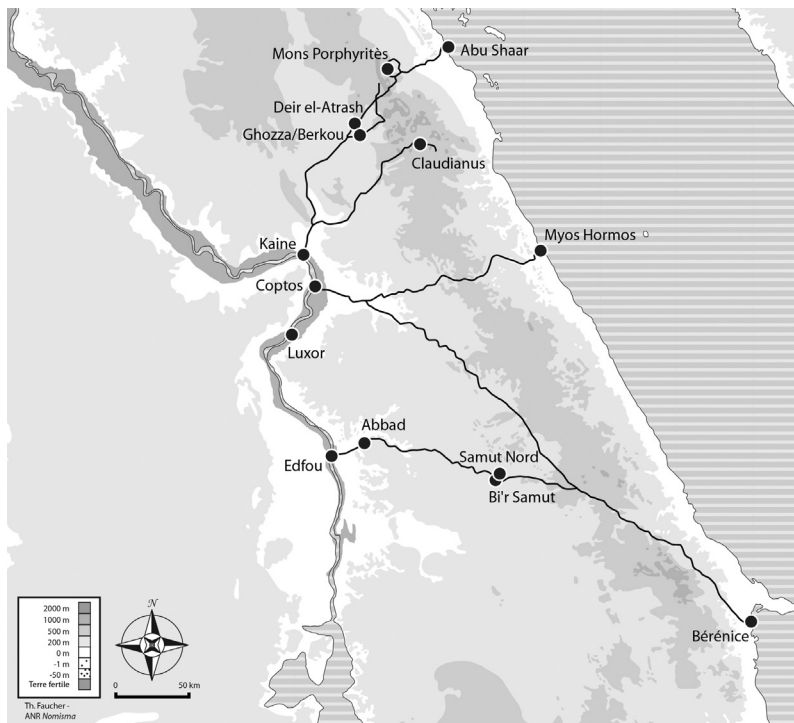 Mons Porphyritès
Abu Shaar
Deir el-Atrash
Ghozza/Berkou
Claudianus
Kaine
Myos Hormos
Coptos
Luxor
Abbad
Edfou
Samut Nord
Bi'r Samut
Bérénice
2000 m
1000 m
500 m
200 m
0 m
-1 m
-50 m
Terre fertile
N
0 50 km
Th. Faucher -
ANR Nomisma